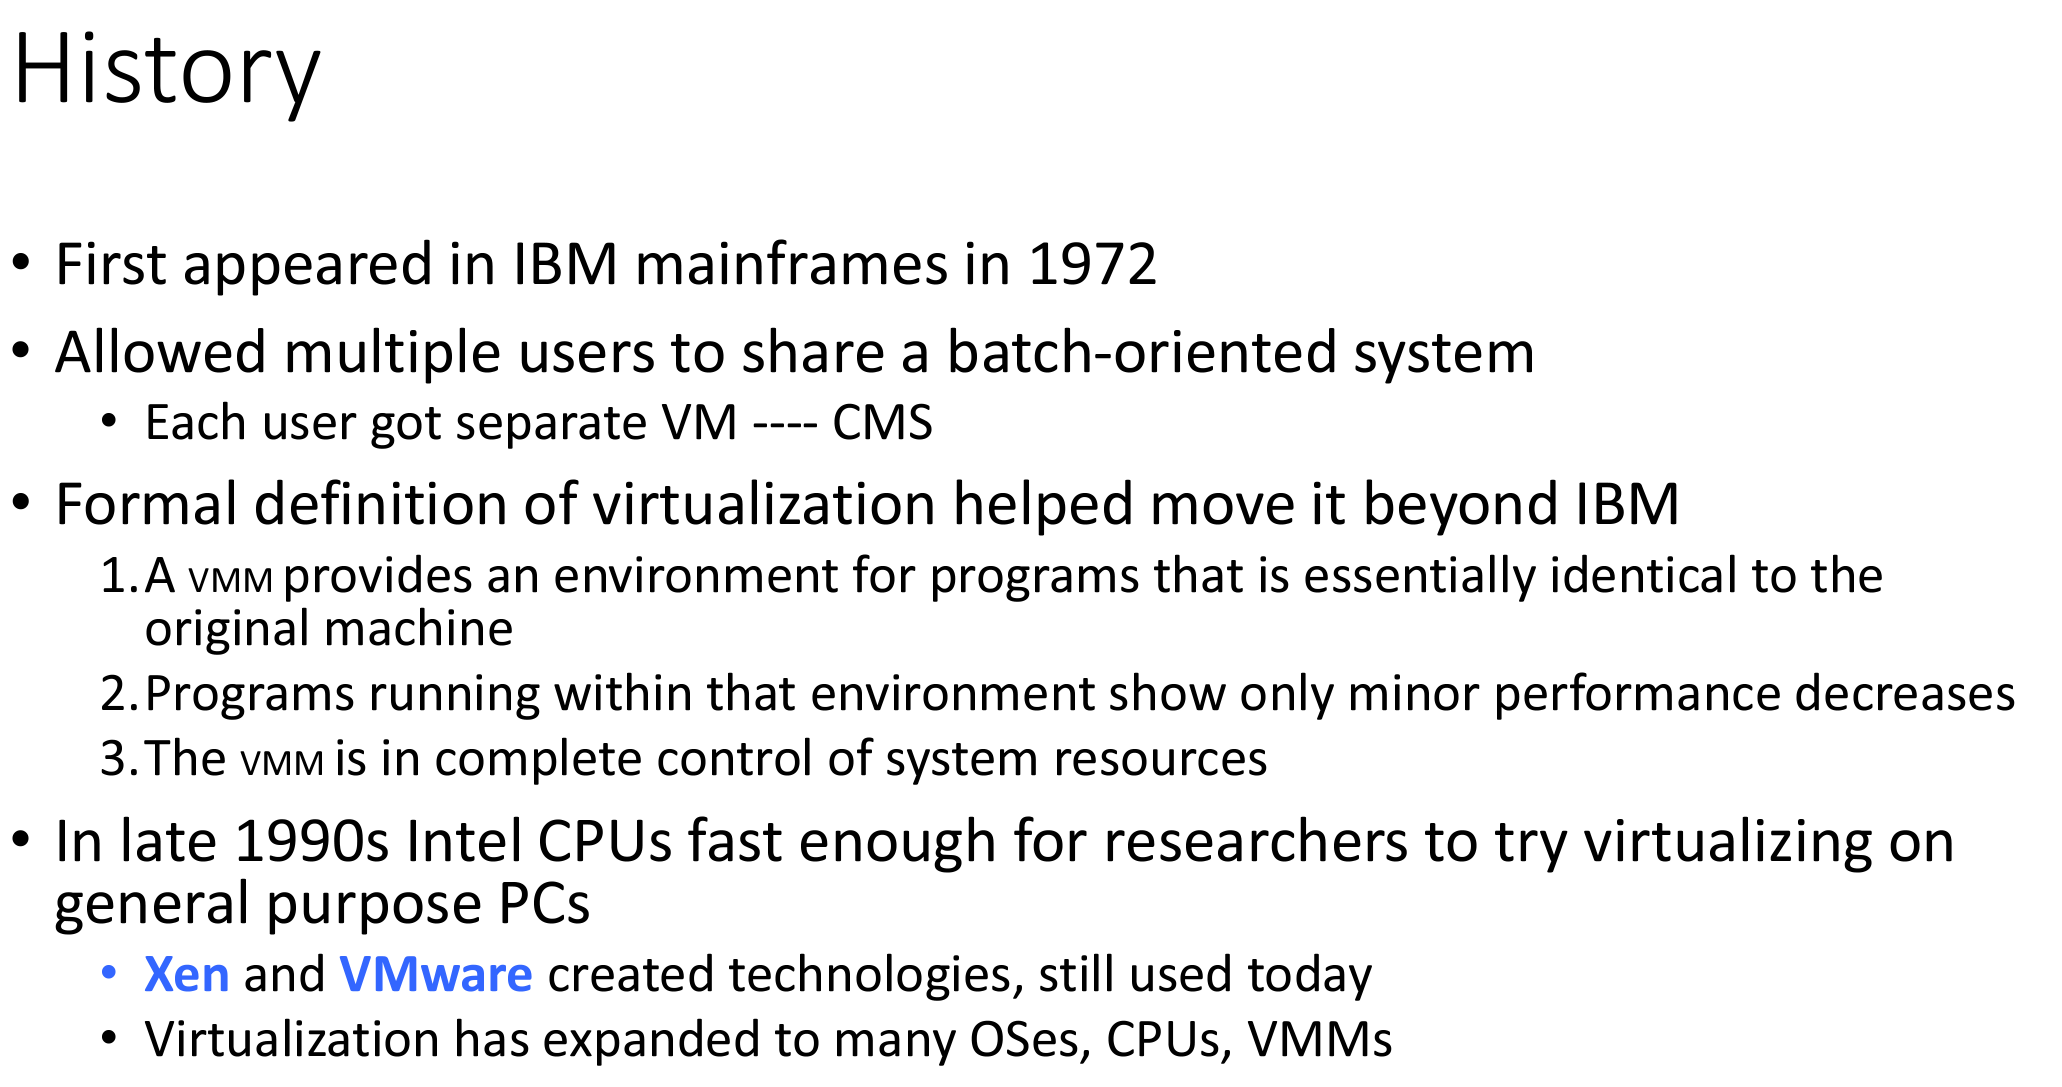 History
• First appeared in IBM mainframes in 1972
• Allowed multiple users to share a batch-oriented system
• Each user got separate VM ---- CMS
• Formal definition of virtualization helped move it beyond IBM
1. A VMM provides an environment for programs that is essentially identical to the
original machine
2. Programs running within that environment show only minor performance decreases
3. The VMM is in complete control of system resources
• In late 1990s Intel CPUs fast enough for researchers to try virtualizing on
general purpose PCs
• Xen and VMware created technologies, still used today
• Virtualization has expanded to many OSes, CPUs, VMMs